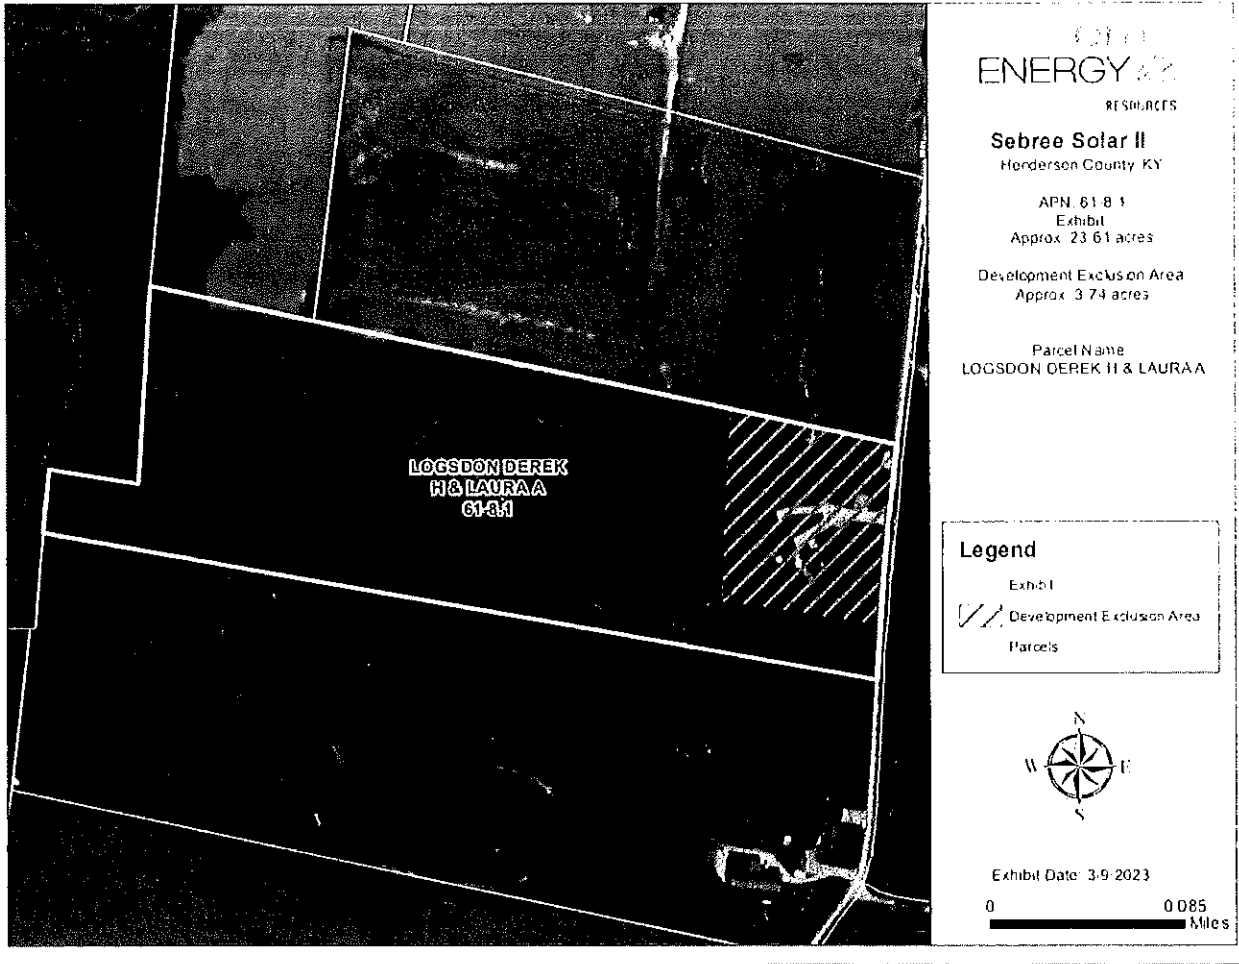 ENERGY
RESOURCES
Sebree Solar II
Henderson County KY
APN: 61-8.1
Exhibit
Approx 23.61 acres
Development Exclusion Area
Approx 3.74 acres
Parcel Name
LOGSDON DEREK H & LAURA A
LOGSDON DEREK
H & LAURA A
61-8.1
Legend
Exhibit
Development Exclusion Area
Parcels
N
W E
S
Exhibit Date: 3-9-2023
0 0.085
Miles